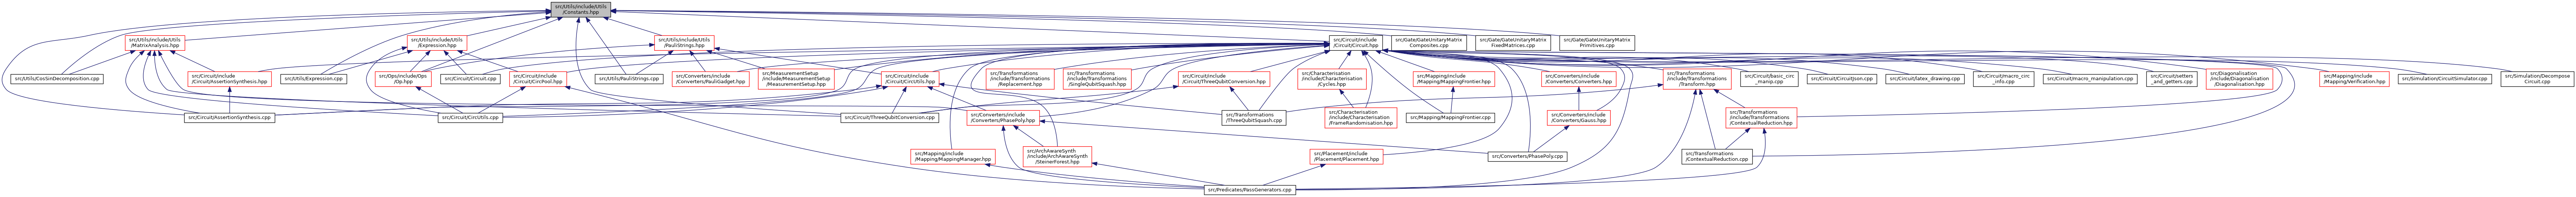 src/Utils/include/Utils
/Constants.hpp
src/Utils/include/Utils
/MatrixAnalysis.hpp
src/Utils/include/Utils
/Expression.hpp
src/Utils/include/Utils
/PauliStrings.hpp
src/Circuit/include
/Circuit/Circuit.hpp
src/Gate/GateUnitaryMatrix
Composites.cpp
src/Gate/GateUnitaryMatrix
FixedMatrices.cpp
src/Gate/GateUnitaryMatrix
Primitives.cpp
src/Utils/CosSinDecomposition.cpp
src/Circuit/include
/Circuit/AssertionSynthesis.hpp
src/Utils/Expression.cpp
src/Ops/include/Ops
/Op.hpp
src/Circuit/Circuit.cpp
src/Circuit/include
/Circuit/CircPool.hpp
src/Utils/PauliStrings.cpp
src/Converters/include
/Converters/PauliGadget.hpp
src/MeasurementSetup
/include/MeasurementSetup
/MeasurementSetup.hpp
src/Circuit/include
/Circuit/CircUtils.hpp
src/Transformations
/include/Transformations
/Replacement.hpp
src/Transformations
/include/Transformations
/SingleQubitSquash.hpp
src/Circuit/include
/Circuit/ThreeQubitConversion.hpp
src/Characterisation
/include/Characterisation
/Cycles.hpp
src/Mapping/include
/Mapping/MappingFrontier.hpp
src/Converters/include
/Converters/Converters.hpp
src/Transformations
/include/Transformations
/Transform.hpp
src/Circuit/basic_circ
_manip.cpp
src/Circuit/CircuitJson.cpp
src/Circuit/latex_drawing.cpp
src/Circuit/macro_circ
_info.cpp
src/Circuit/macro_manipulation.cpp
src/Circuit/setters
_and_getters.cpp
src/Diagonalisation
/include/Diagonalisation
/Diagonalisation.hpp
src/Mapping/include
/Mapping/Verification.hpp
src/Simulation/CircuitSimulator.cpp
src/Simulation/Decompose
Circuit.cpp
src/Circuit/AssertionSynthesis.cpp
src/Circuit/CircUtils.cpp
src/Circuit/ThreeQubitConversion.cpp
src/Converters/include
/Converters/PhasePoly.hpp
src/Transformations
/ThreeQubitSquash.cpp
src/Characterisation
/include/Characterisation
/FrameRandomisation.hpp
src/Mapping/MappingFrontier.cpp
src/Converters/include
/Converters/Gauss.hpp
src/Transformations
/include/Transformations
/ContextualReduction.hpp
src/Mapping/include
/Mapping/MappingManager.hpp
src/ArchAwareSynth
/include/ArchAwareSynth
/SteinerForest.hpp
src/Placement/include
/Placement/Placement.hpp
src/Converters/PhasePoly.cpp
src/Transformations
/ContextualReduction.cpp
src/Predicates/PassGenerators.cpp